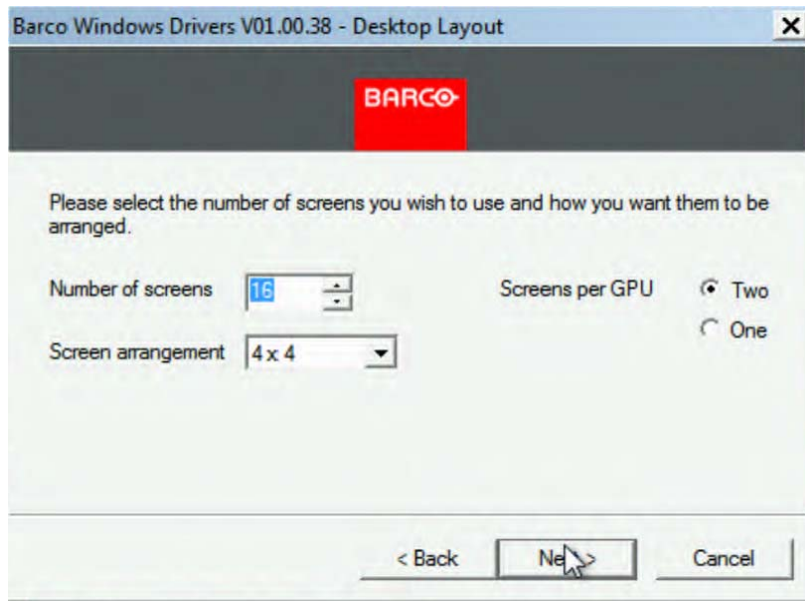 Barco Windows Drivers V01.00.38 - Desktop Layout
BARCO
Please select the number of screens you wish to use and how you want them to be
arranged.
Number of screens 16 Screens per GPU Two
One
Screen arrangement 4 x 4
< Back Next > Cancel